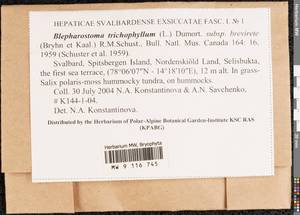 HEPATICAE SVALBARDENSE EXSICCATAE FASC. I. № 1
Blepharostoma trichophyllum (L.) Dumort. subsp. brevirete
(Bryhn et Kaal.) R.M.Schust., Bull. Natl. Mus. Canada 164: 16,
1959 (Schuster et al. 1959).
Svalbard, Spitsbergen Island, Nordenskiöld Land, Selisbukta,
the first sea terrace, (78°06'07"N - 14°18'10"E), 12 m alt. In grass-
Salix polaris-moss hummocky tundra, on hummocks.
Coll. 30 July 2004 N.A. Konstantinova & A.N. Savchenko,
# K144-1-04.
Det. N.A. Konstantinova.
Distributed by the Herbarium of Polar-Alpine Botanical Garden-Institute KSC RAS
(KPABG)
Herbarium MW, Bryophyta
MW 9 116 745